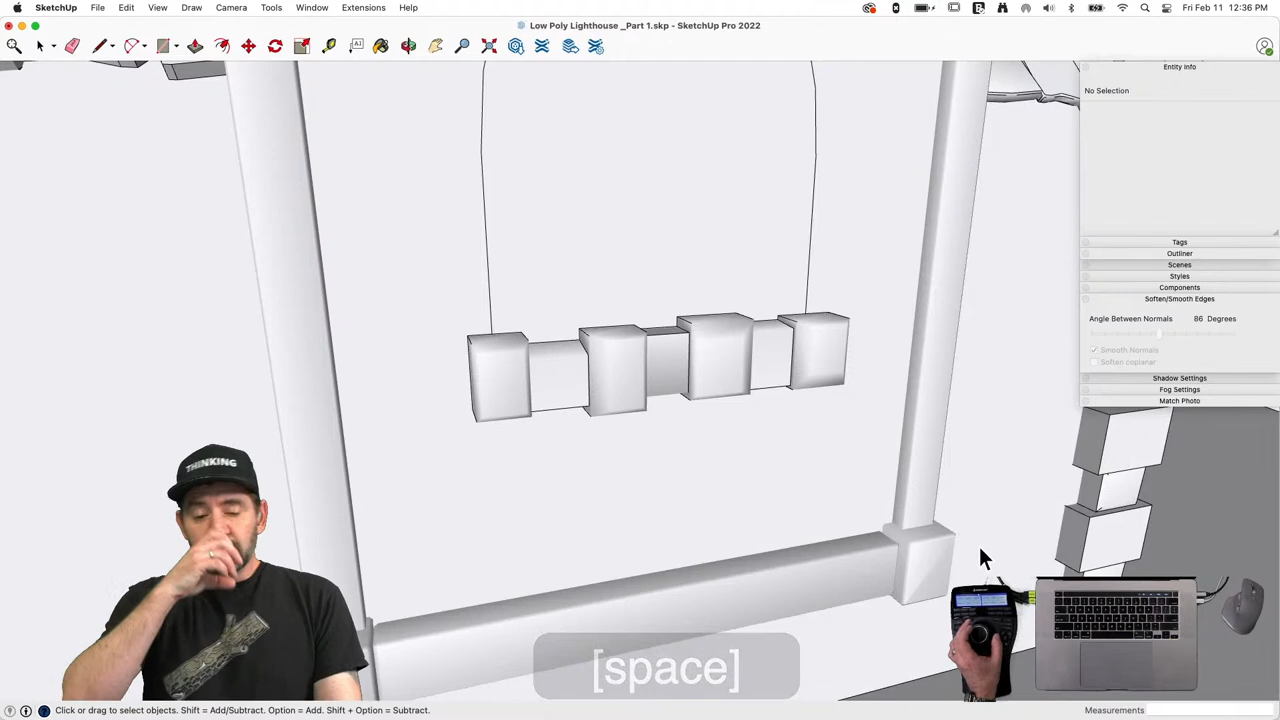 SketchUp File Edit View Draw Camera Tools Window Extensions Help
Fri Feb 11 12:36 PM
Low Poly Lighthouse _Part 1.skp - SketchUp Pro 2022
Entity Info
No Selection
Tags
Outliner
Scenes
Styles
Components
Soften/Smooth Edges
Angle Between Normals 86 Degrees
Smooth Normals
Soften coplanar
Shadow Settings
Fog Settings
Match Photo
THINKING
[space]
Click or drag to select objects. Shift = Add/Subtract. Option = Add. Shift + Option = Subtract.
Measurements